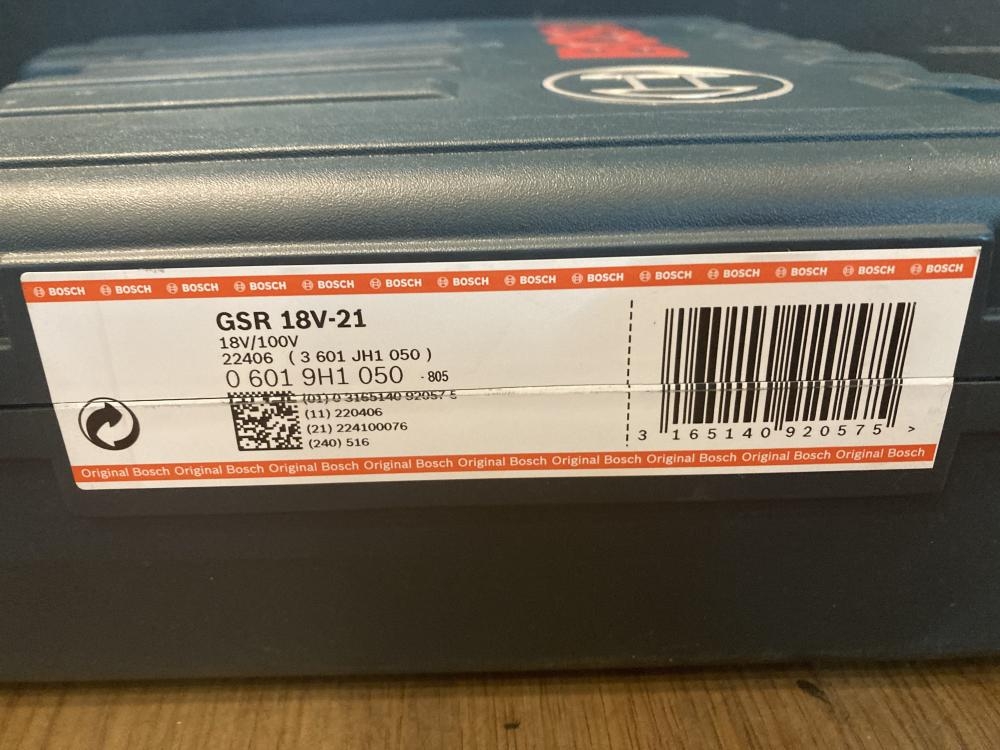 BOSCH
BOSCH BOSCH BOSCH BOSCH BOSCH BOSCH BOSCH BOSCH BOSCH BOSCH BOSCH BOSCH BOSCH BOSCH
GSR 18V-21
18V/100V
22406 ( 3 601 JH1 050 )
0 601 9H1 050 - 805
(01) 0 3165140 92057 5
(11) 220406
(21) 224100076
(240) 516
3 165140 920575 >
Original Bosch Original Bosch Original Bosch Original Bosch Original Bosch Original Bosch Original Bosch Original Bosch Original Bosch